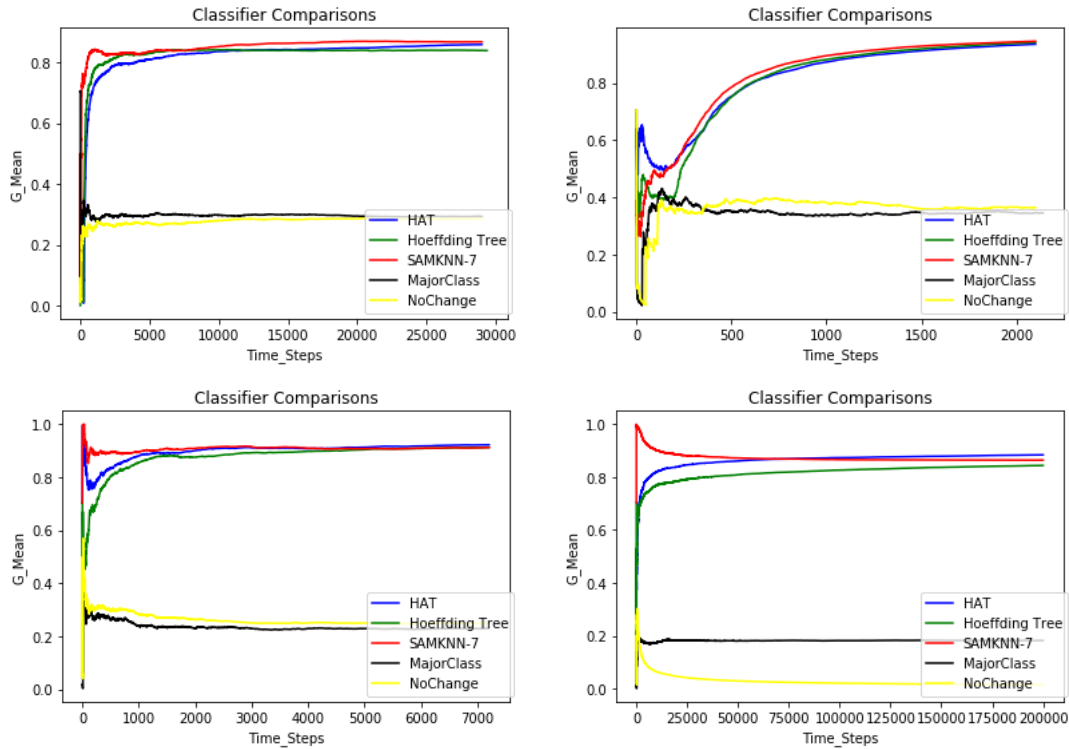 Classifier Comparisons
G_Mean
0.8
0.6
0.4
0.2
0.0
HAT
Hoeffding Tree
SAMKNN-7
MajorClass
NoChange
0 5000 10000 15000 20000 25000 30000
Time_Steps
Classifier Comparisons
G_Mean
0.8
0.6
0.4
0.2
0.0
HAT
Hoeffding Tree
SAMKNN-7
MajorClass
NoChange
0 500 1000 1500 2000
Time_Steps
Classifier Comparisons
G_Mean
1.0
0.8
0.6
0.4
0.2
0.0
HAT
Hoeffding Tree
SAMKNN-7
MajorClass
NoChange
0 1000 2000 3000 4000 5000 6000 7000
Time_Steps
Classifier Comparisons
G_Mean
1.0
0.8
0.6
0.4
0.2
0.0
HAT
Hoeffding Tree
SAMKNN-7
MajorClass
NoChange
0 25000 50000 75000 100000 125000 150000 175000 200000
Time_Steps